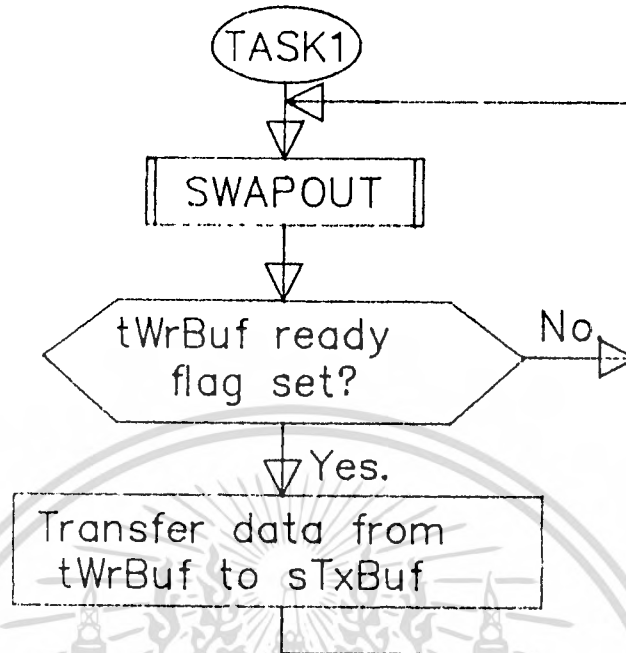 TASK1
SWAPOUT
tWrBuf ready
flag set?
No.
Yes.
Transfer data from
tWrBuf to sTxBuf